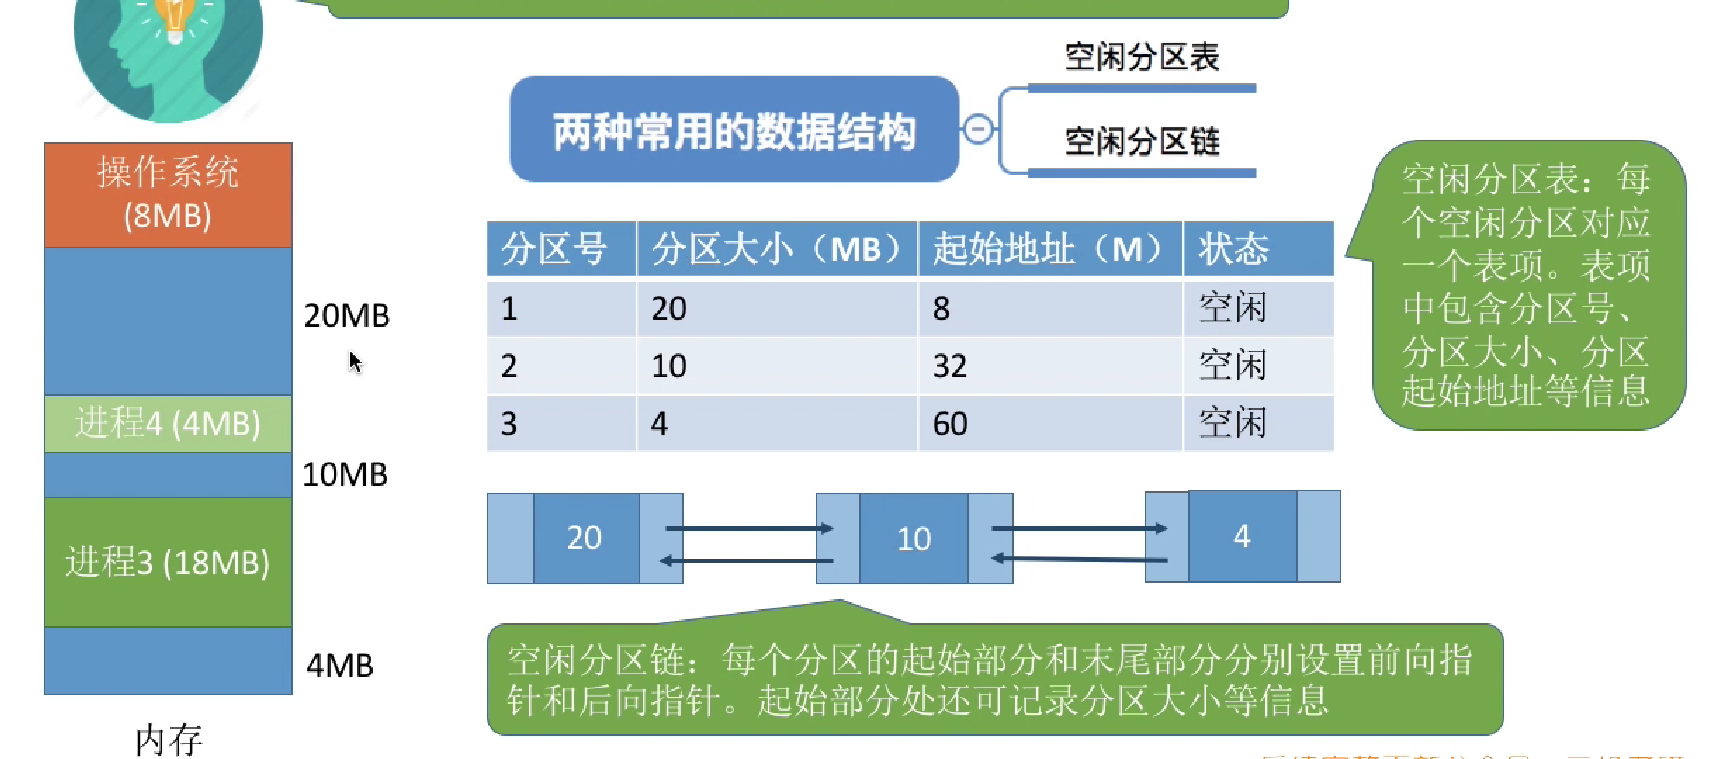 空闲分区表
两种常用的数据结构
空闲分区链
操作系统
(8MB)
20MB
进程4 (4MB)
10MB
进程3 (18MB)
4MB
内存
分区号 分区大小（MB） 起始地址（M） 状态
1 20 8 空闲
2 10 32 空闲
3 4 60 空闲
空闲分区表：每
个空闲分区对应
一个表项。表项
中包含分区号、
分区大小、分区
起始地址等信息
20 10 4
空闲分区链：每个分区的起始部分和末尾部分分别设置前向指
针和后向指针。起始部分处还可记录分区大小等信息